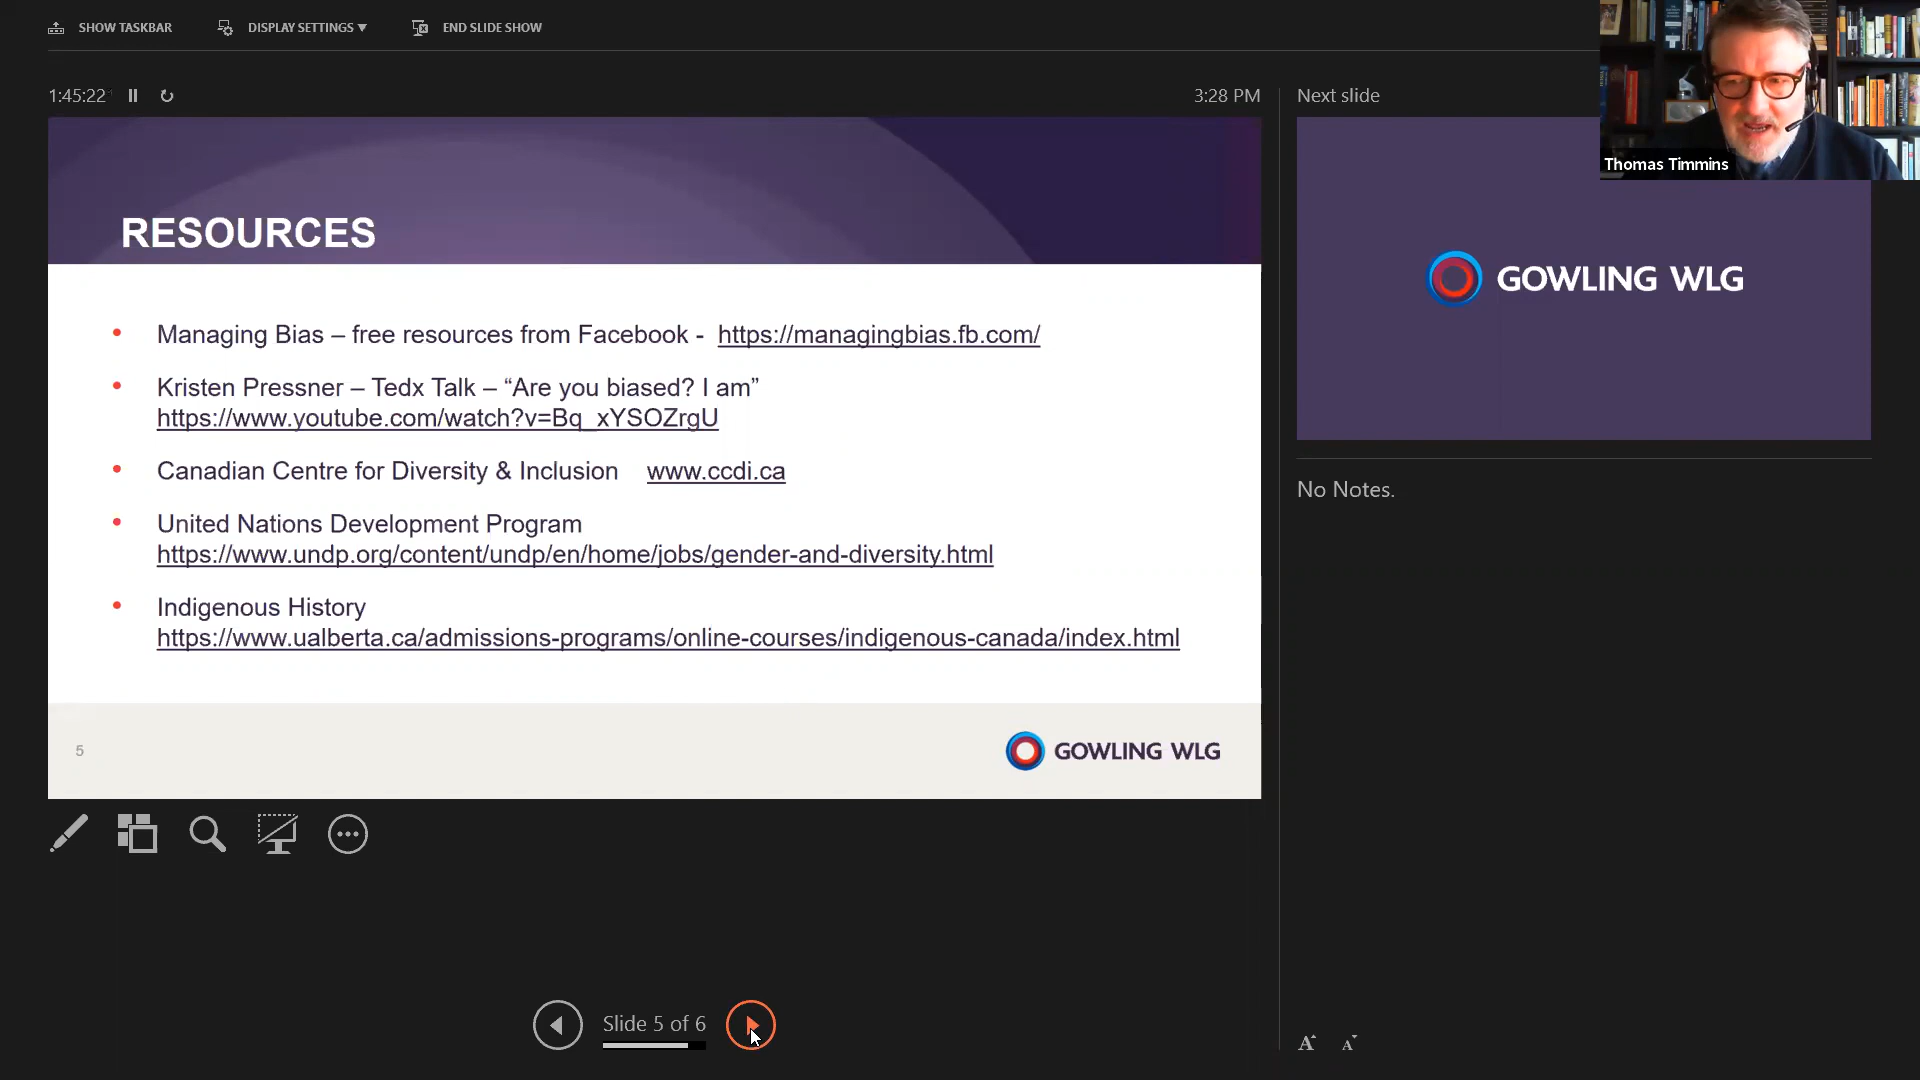 SHOW TASKBAR
DISPLAY SETTINGS ▼
END SLIDE SHOW
1:45:22
3:28 PM
Next slide
Thomas Timmins
RESOURCES
GOWLING WLG
• Managing Bias – free resources from Facebook - https://managingbias.fb.com/
• Kristen Pressner – Tedx Talk – “Are you biased? I am”
https://www.youtube.com/watch?v=Bq_xYSOZrgU
• Canadian Centre for Diversity & Inclusion www.ccdi.ca
• United Nations Development Program
https://www.undp.org/content/undp/en/home/jobs/gender-and-diversity.html
• Indigenous History
https://www.ualberta.ca/admissions-programs/online-courses/indigenous-canada/index.html
5
GOWLING WLG
No Notes.
Slide 5 of 6
A A